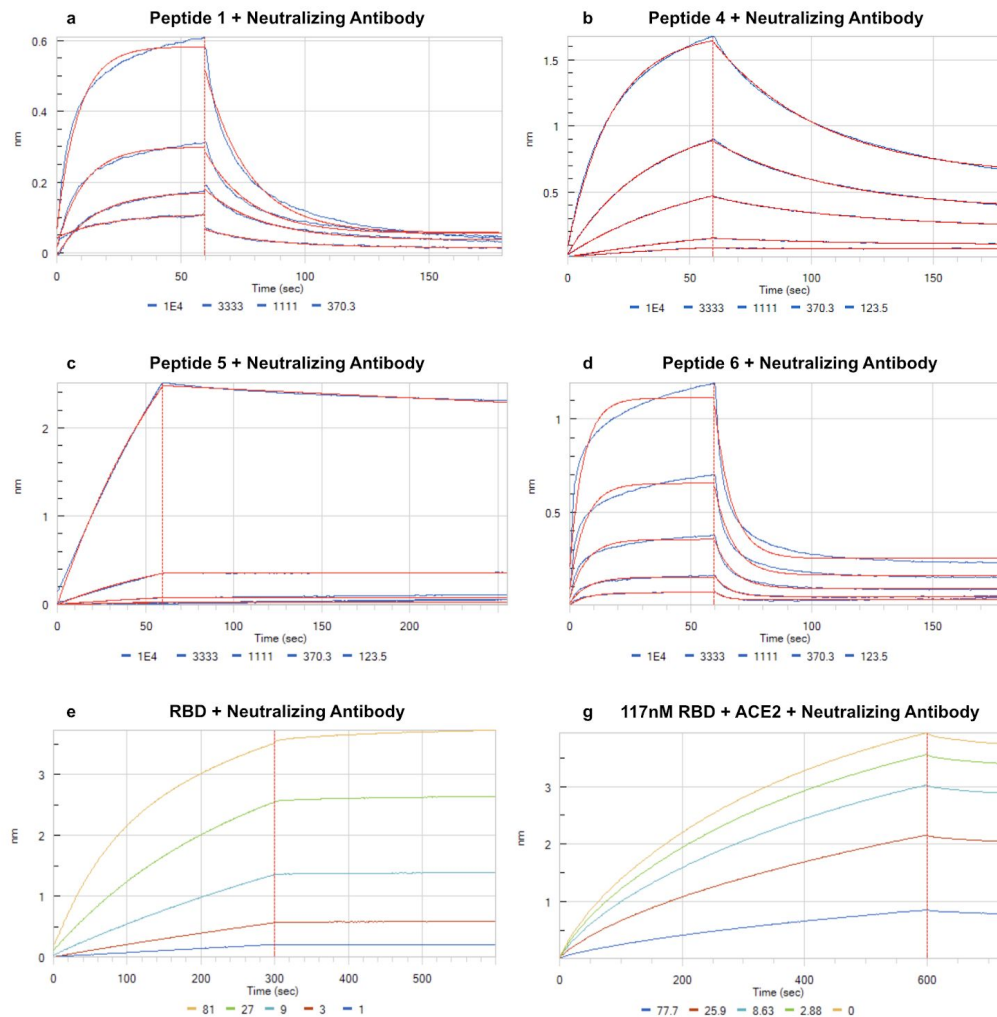 a Peptide 1 + Neutralizing Antibody
0.6
0.4
0.2
0
nm
0 50 100 150
Time (sec)
1E4 3333 1111 370.3
b Peptide 4 + Neutralizing Antibody
1.5
1
0.5
nm
0 50 100 150
Time (sec)
1E4 3333 1111 370.3 123.5
c Peptide 5 + Neutralizing Antibody
2
1
0
nm
0 50 100 150 200
Time (sec)
1E4 3333 1111 370.3 123.5
d Peptide 6 + Neutralizing Antibody
1
0.5
nm
0 50 100 150
Time (sec)
1E4 3333 1111 370.3 123.5
e RBD + Neutralizing Antibody
3
2
1
0
nm
0 100 200 300 400 500
Time (sec)
81 27 9 3 1
g 117nM RBD + ACE2 + Neutralizing Antibody
3
2
1
nm
0 200 400 600
Time (sec)
77.7 25.9 8.63 2.88 0